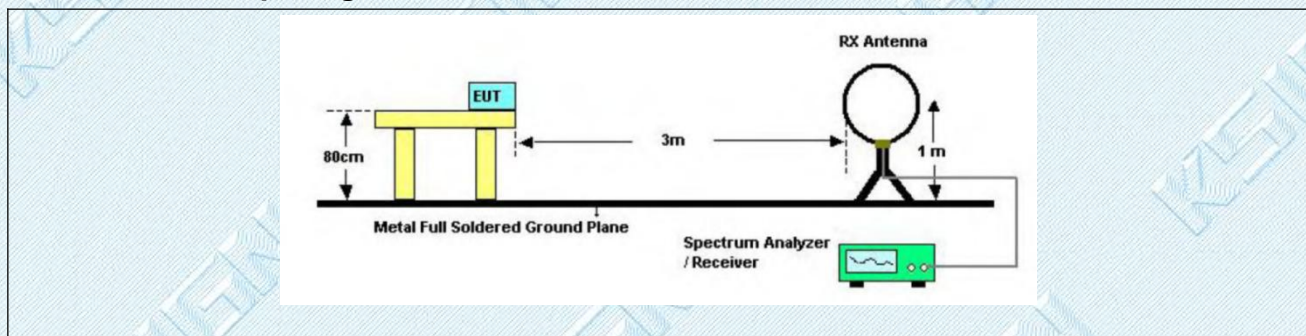 RX Antenna
EUT
3m
80cm
1 m
Metal Full Soldered Ground Plane
Spectrum Analyzer
/ Receiver